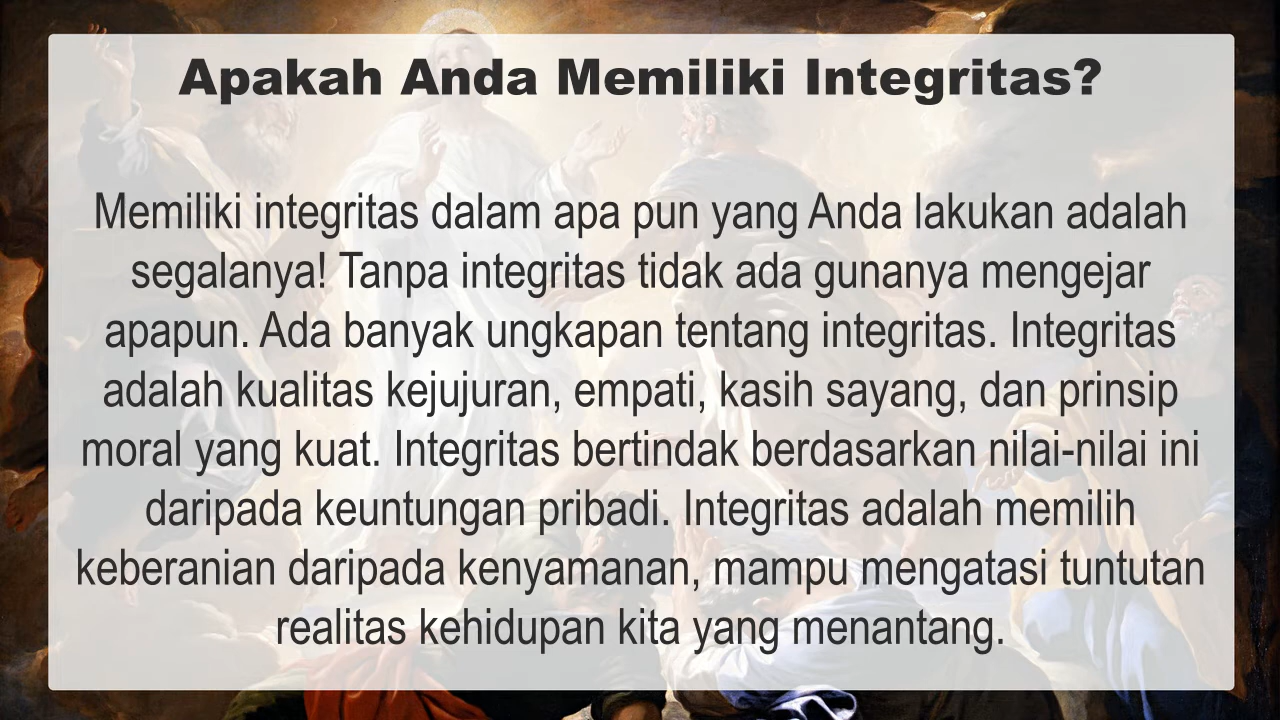 Apakah Anda Memiliki Integritas?
Memiliki integritas dalam apa pun yang Anda lakukan adalah
segalanya! Tanpa integritas tidak ada gunanya mengejar
apapun. Ada banyak ungkapan tentang integritas. Integritas
adalah kualitas kejujuran, empati, kasih sayang, dan prinsip
moral yang kuat. Integritas bertindak berdasarkan nilai-nilai ini
daripada keuntungan pribadi. Integritas adalah memilih
keberanian daripada kenyamanan, mampu mengatasi tuntutan
realitas kehidupan kita yang menantang.